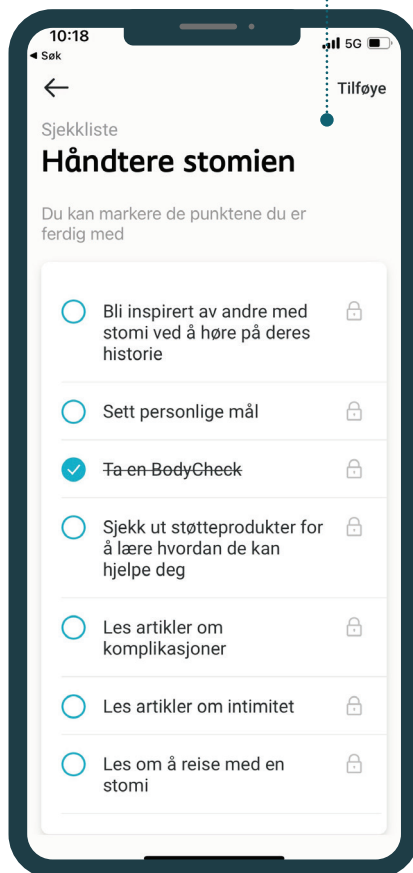 10:18
5G
Søk
Tilføye
Sjekkliste
Håndtere stomien
Du kan markere de punktene du er
ferdig med
Bli inspirert av andre med
stomi ved å høre på deres
historie
Sett personlige mål
Ta en BodyCheck
Sjekk ut støtteprodukter for
å lære hvordan de kan
hjelpe deg
Les artikler om
komplikasjoner
Les artikler om intimitet
Les om å reise med en
stomi